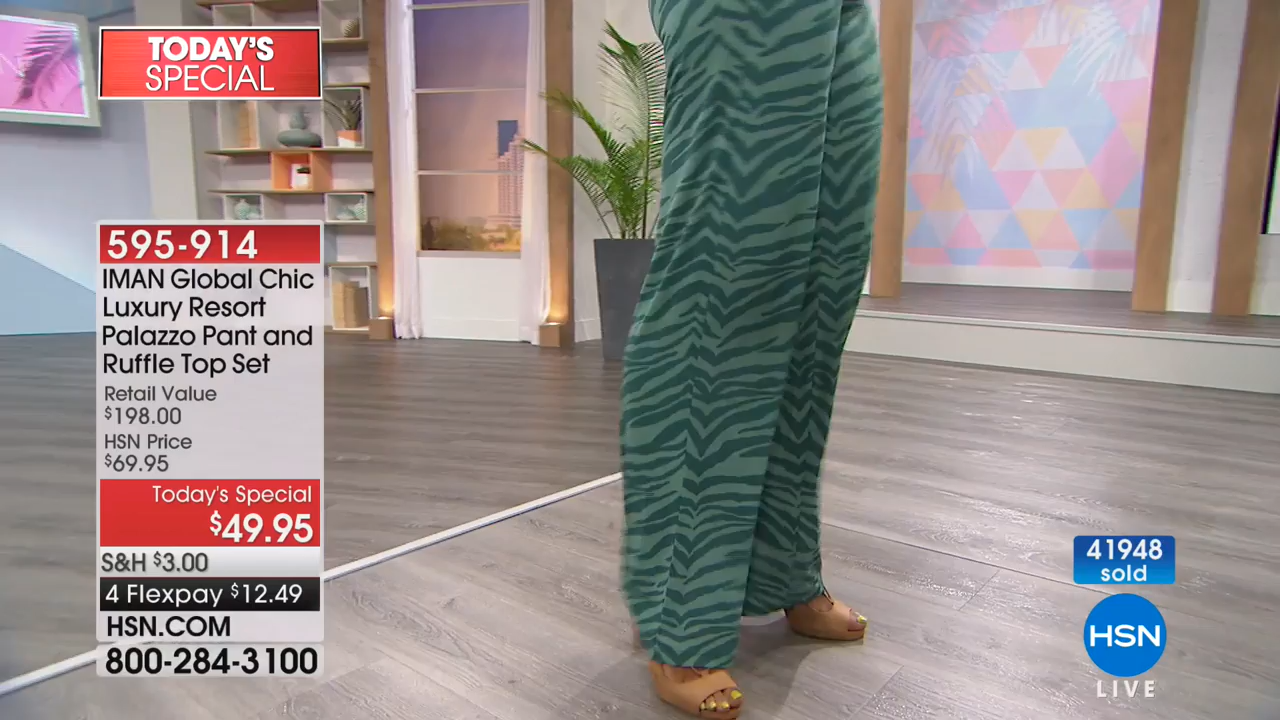 TODAY'S
SPECIAL
595-914
IMAN Global Chic
Luxury Resort
Palazzo Pant and
Ruffle Top Set
Retail Value
$198.00
HSN Price
$69.95
Today's Special
$49.95
S&H $3.00
4 Flexpay $12.49
HSN.COM
800-284-3100
41948
sold
HSN
LIVE